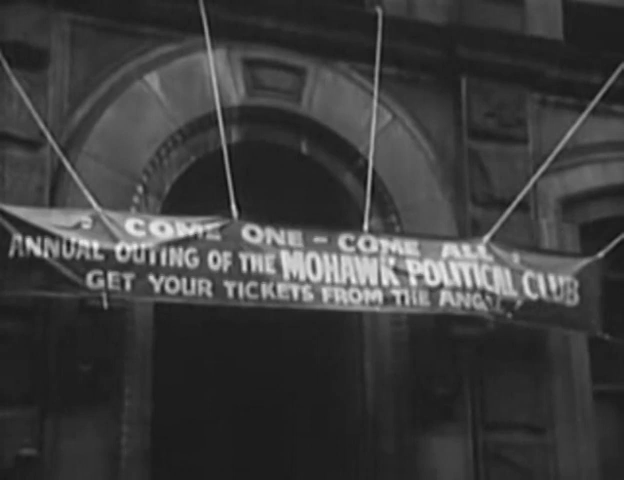 COME ONE - COME ALL
ANNUAL OUTING OF THE MOHAWK POLITICAL CLUB
GET YOUR TICKETS FROM THE